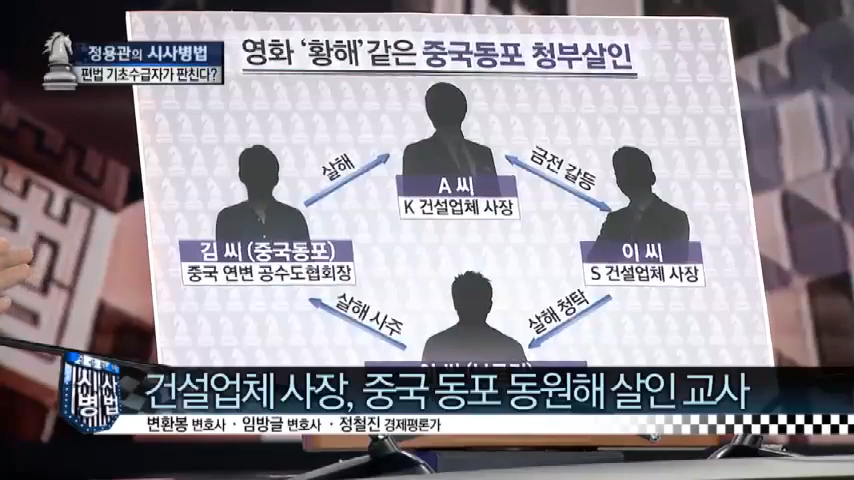 정용관의 시사병법
편법 기초수급자가 판친다?
영화 '황해'같은 중국동포 청부살인
살해
금전 갈등
A 씨
K 건설업체 사장
김 씨 (중국동포)
중국 연변 공수도협회장
이 씨
S 건설업체 사장
살해 사주
살해 청탁
시사
병법
건설업체 사장, 중국 동포 동원해 살인 교사
변환봉 변호사 · 임방글 변호사 · 정철진 경제평론가